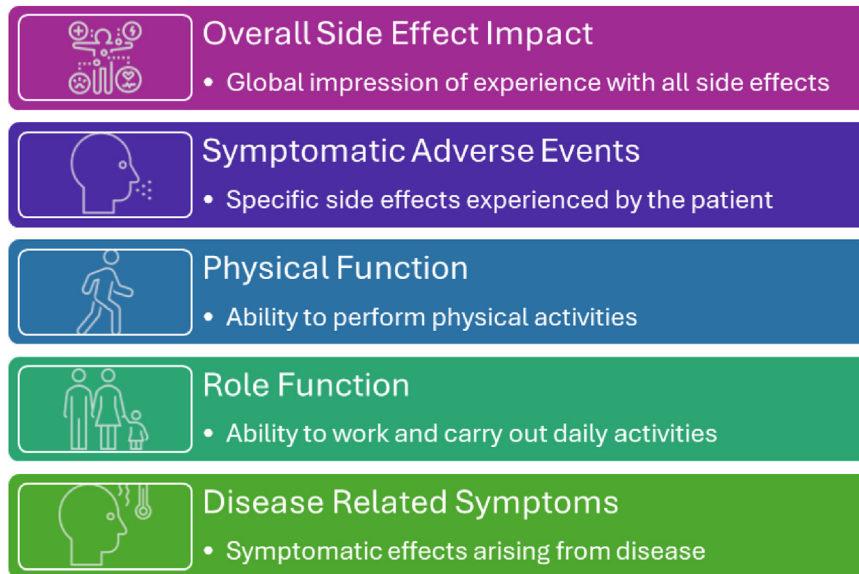 Overall Side Effect Impact
• Global impression of experience with all side effects
Symptomatic Adverse Events
• Specific side effects experienced by the patient
Physical Function
• Ability to perform physical activities
Role Function
• Ability to work and carry out daily activities
Disease Related Symptoms
• Symptomatic effects arising from disease